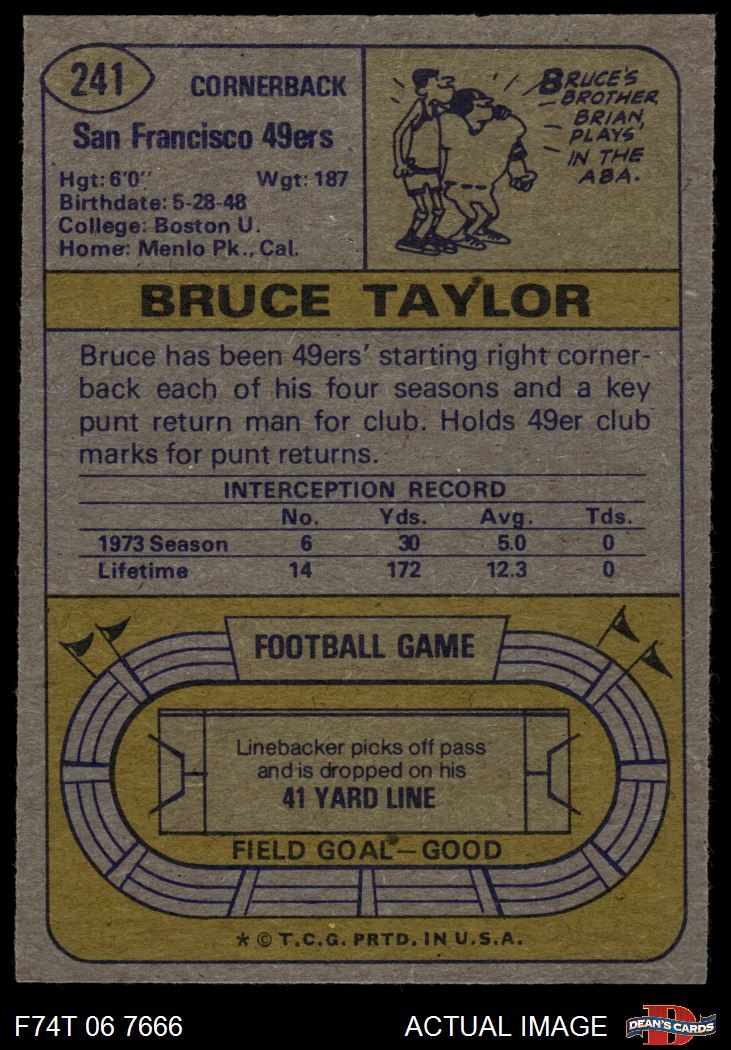 241
CORNERBACK
San Francisco 49ers
Hgt: 6'0" Wgt: 187
Birthdate: 5-28-48
College: Boston U.
Home: Menlo Pk., Cal.
BRUCE'S
BROTHER,
BRIAN,
PLAYS
IN THE
ABA.
BRUCE TAYLOR
Bruce has been 49ers' starting right corner-
back each of his four seasons and a key
punt return man for club. Holds 49er club
marks for punt returns.
INTERCEPTION RECORD
No. Yds. Avg. Tds.
1973 Season 6 30 5.0 0
Lifetime 14 172 12.3 0
FOOTBALL GAME
Linebacker picks off pass
and is dropped on his
41 YARD LINE
FIELD GOAL—GOOD
* © T.C.G. PRTD. IN U.S.A.
F74T 06 7666 ACTUAL IMAGE
D
DEAN'S CARDS